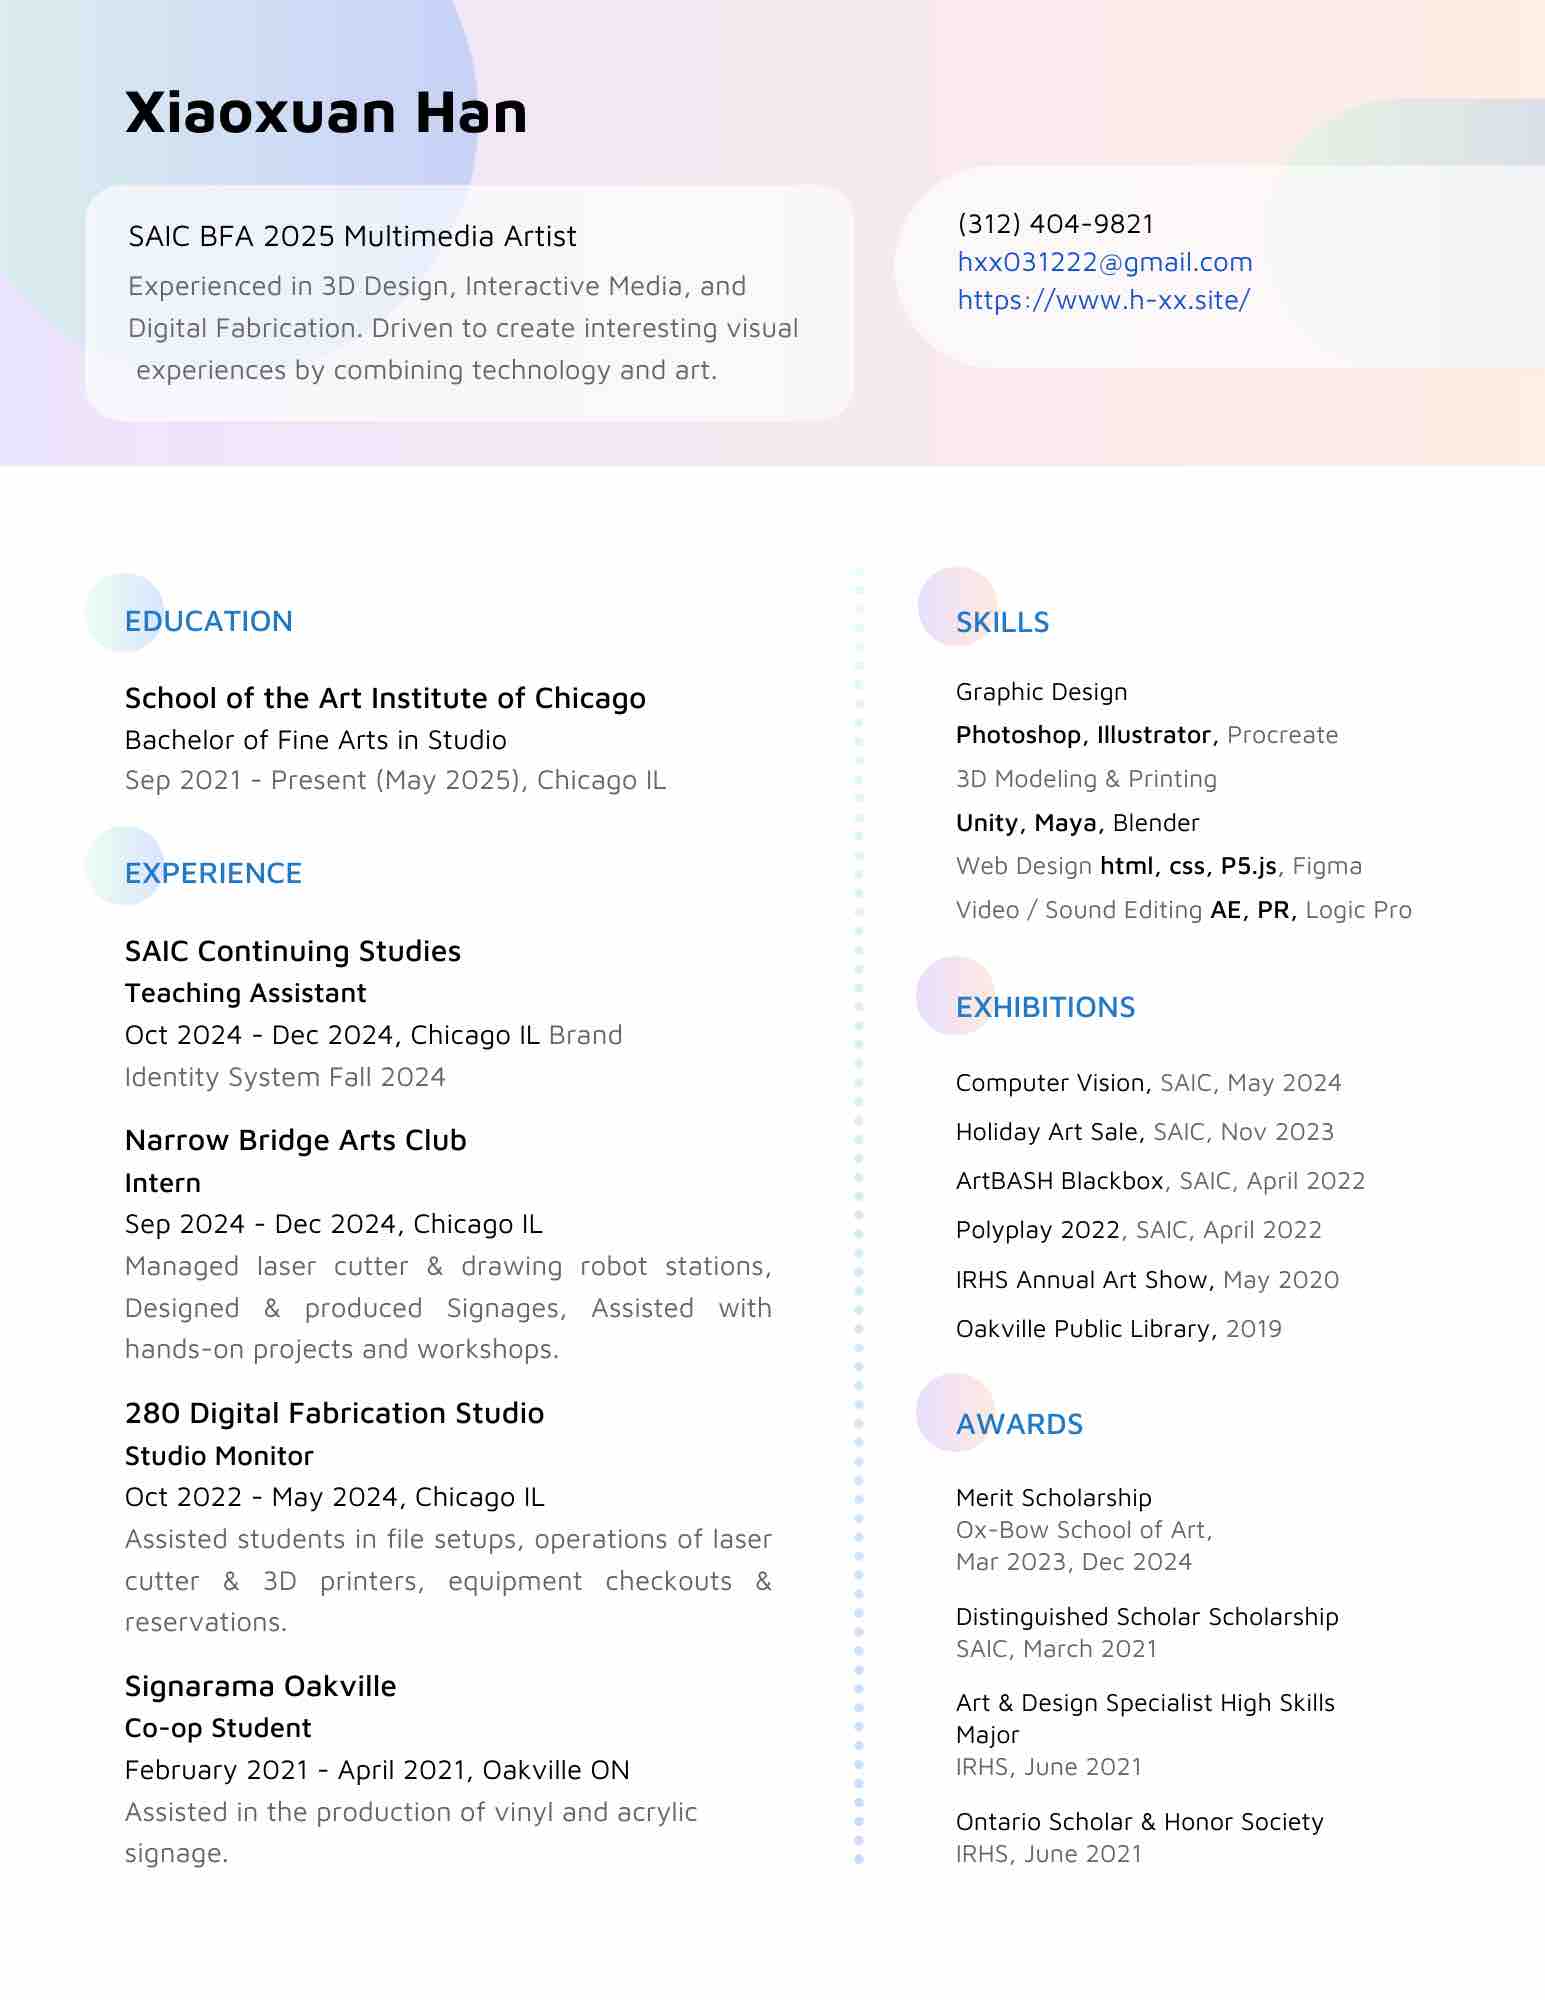 Xiaoxuan Han
SAIC BFA 2025 Multimedia Artist
Experienced in 3D Design, Interactive Media, and
Digital Fabrication. Driven to create interesting visual
experiences by combining technology and art.
(312) 404-9821
hxx031222@gmail.com
https://www.h-xx.site/
EDUCATION
School of the Art Institute of Chicago
Bachelor of Fine Arts in Studio
Sep 2021 - Present (May 2025), Chicago IL
EXPERIENCE
SAIC Continuing Studies
Teaching Assistant
Oct 2024 - Dec 2024, Chicago IL Brand
Identity System Fall 2024
Narrow Bridge Arts Club
Intern
Sep 2024 - Dec 2024, Chicago IL
Managed laser cutter & drawing robot stations,
Designed & produced Signages, Assisted with
hands-on projects and workshops.
280 Digital Fabrication Studio
Studio Monitor
Oct 2022 - May 2024, Chicago IL
Assisted students in file setups, operations of laser
cutter & 3D printers, equipment checkouts &
reservations.
Signarama Oakville
Co-op Student
February 2021 - April 2021, Oakville ON
Assisted in the production of vinyl and acrylic
signage.
SKILLS
Graphic Design
Photoshop, Illustrator, Procreate
3D Modeling & Printing
Unity, Maya, Blender
Web Design html, css, P5.js, Figma
Video / Sound Editing AE, PR, Logic Pro
EXHIBITIONS
Computer Vision, SAIC, May 2024
Holiday Art Sale, SAIC, Nov 2023
ArtBASH Blackbox, SAIC, April 2022
Polyplay 2022, SAIC, April 2022
IRHS Annual Art Show, May 2020
Oakville Public Library, 2019
AWARDS
Merit Scholarship
Ox-Bow School of Art,
Mar 2023, Dec 2024
Distinguished Scholar Scholarship
SAIC, March 2021
Art & Design Specialist High Skills
Major
IRHS, June 2021
Ontario Scholar & Honor Society
IRHS, June 2021